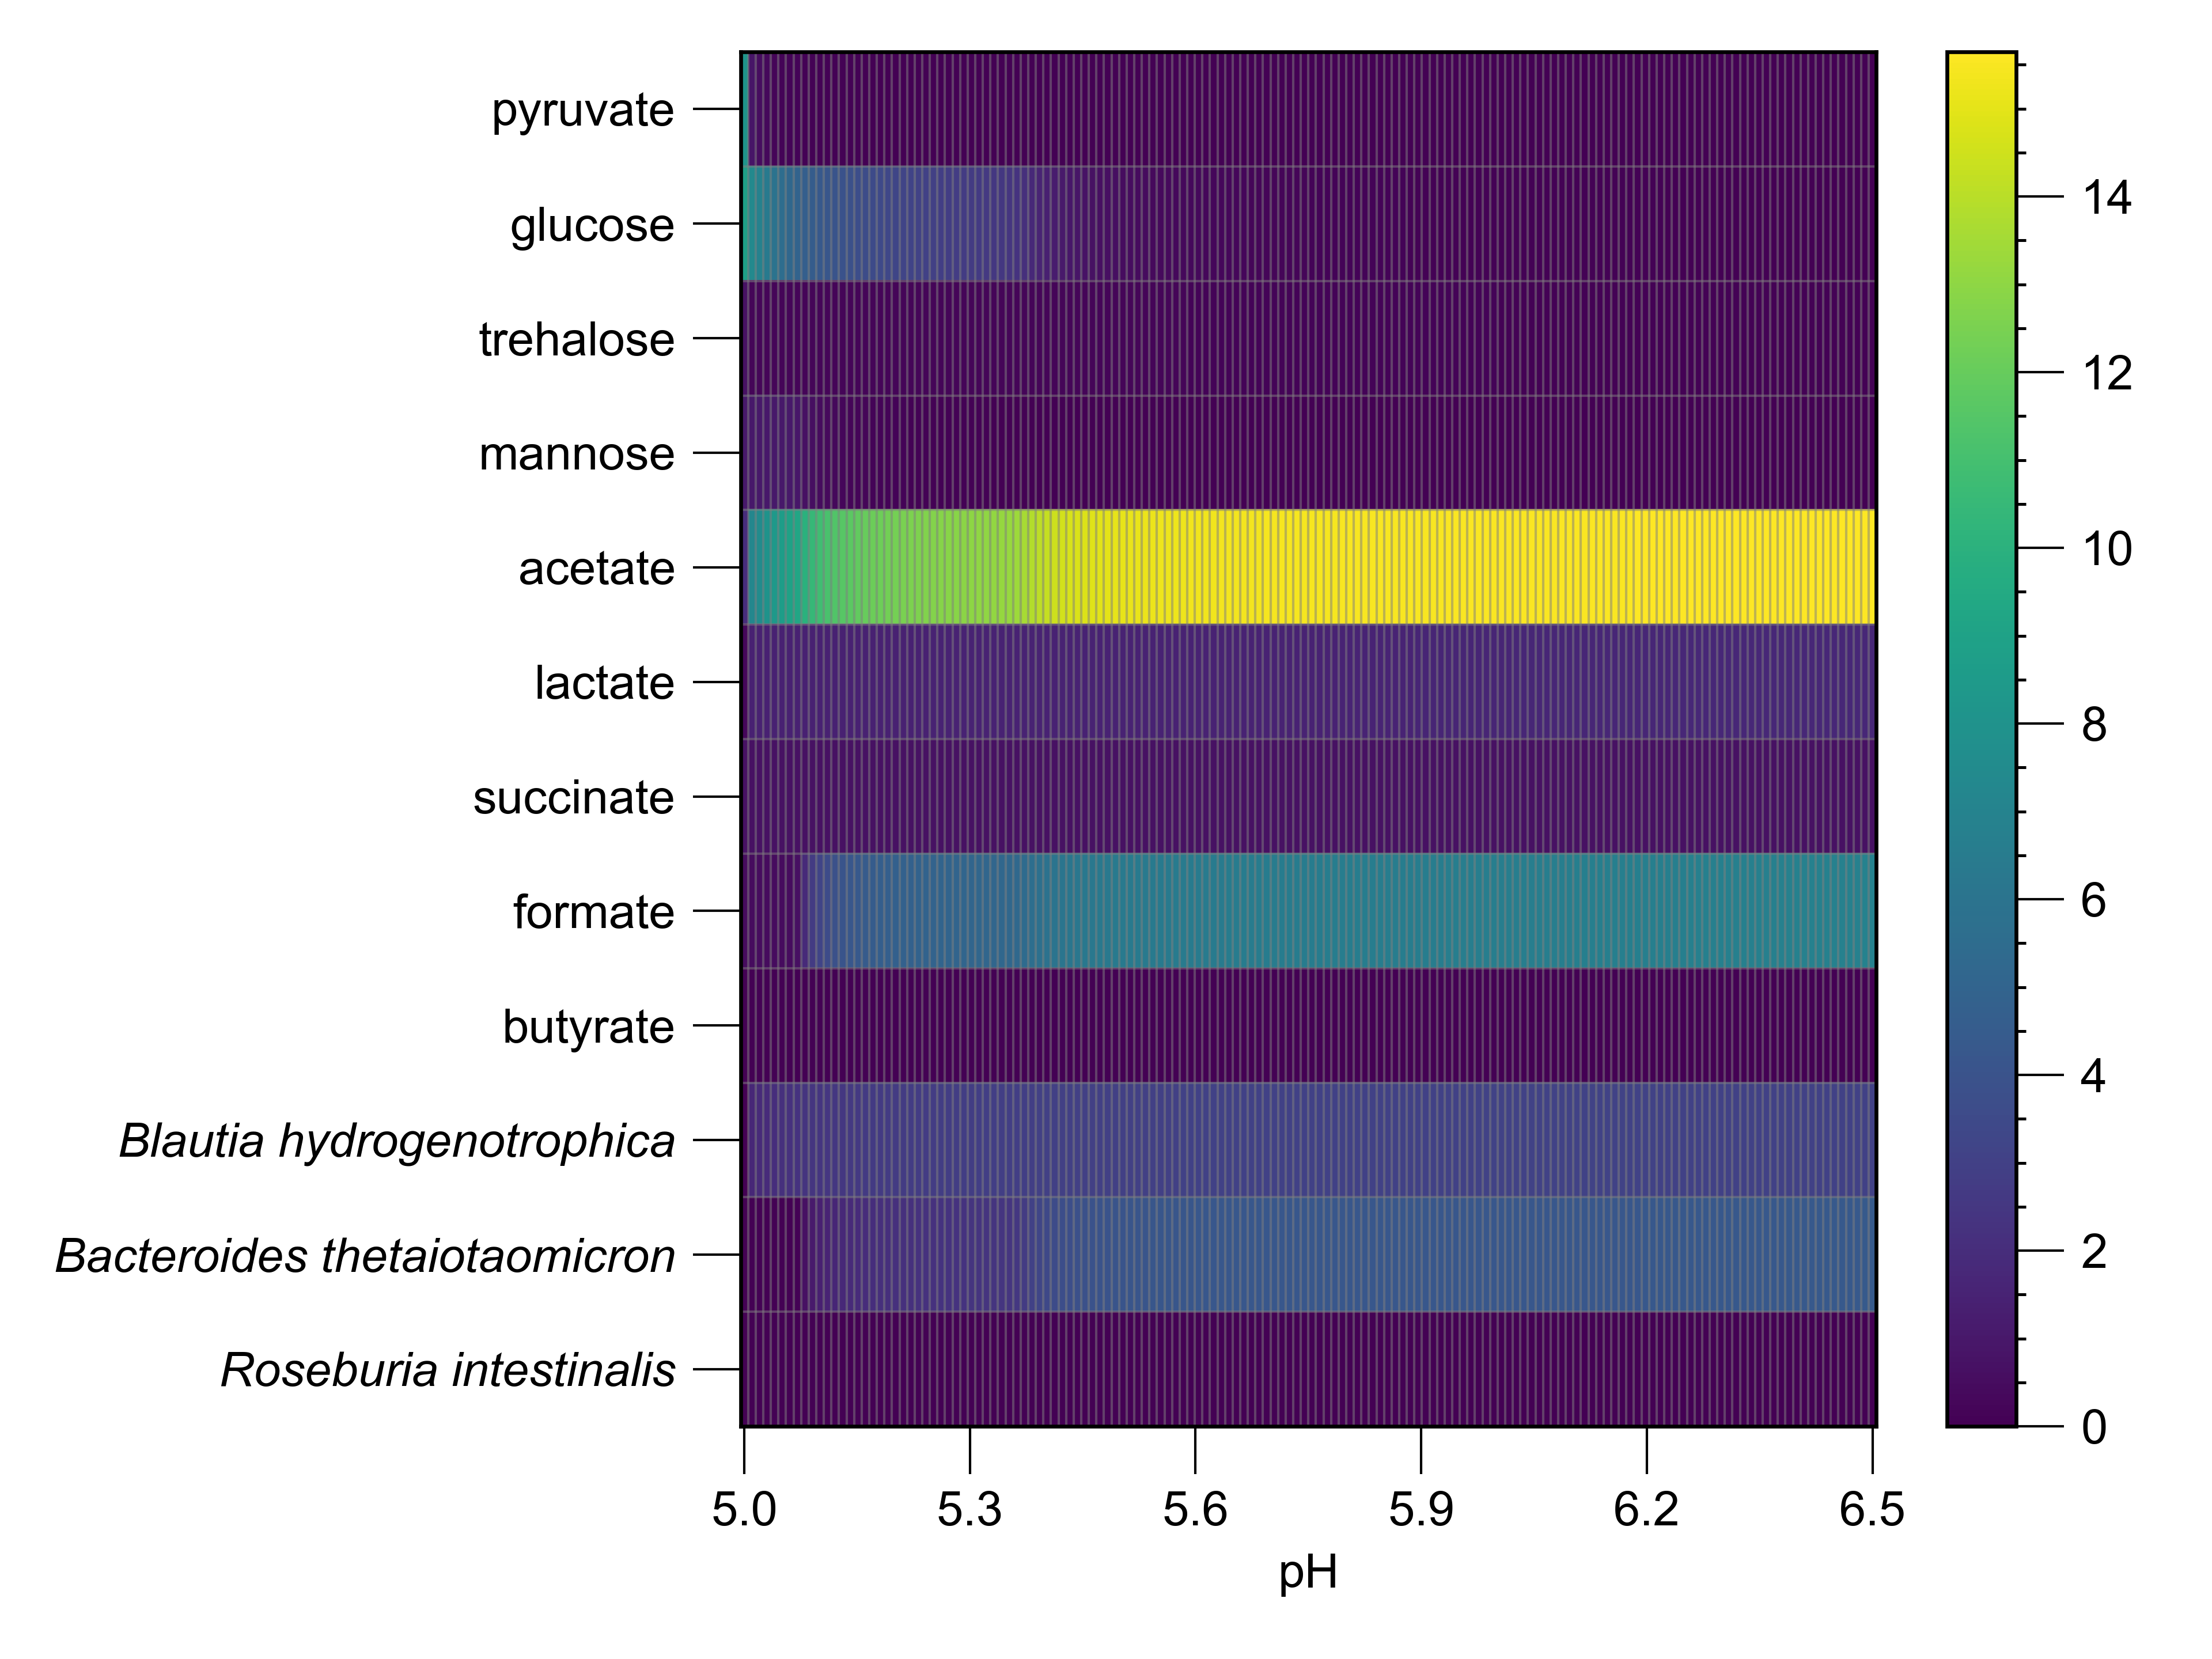 pyruvate
glucose
trehalose
mannose
acetate
lactate
succinate
formate
butyrate
Blautia hydrogenotrophica
Bacteroides thetaiotaomicron
Roseburia intestinalis
5.0 5.3 5.6 5.9 6.2 6.5
pH
14
12
10
8
6
4
2
0